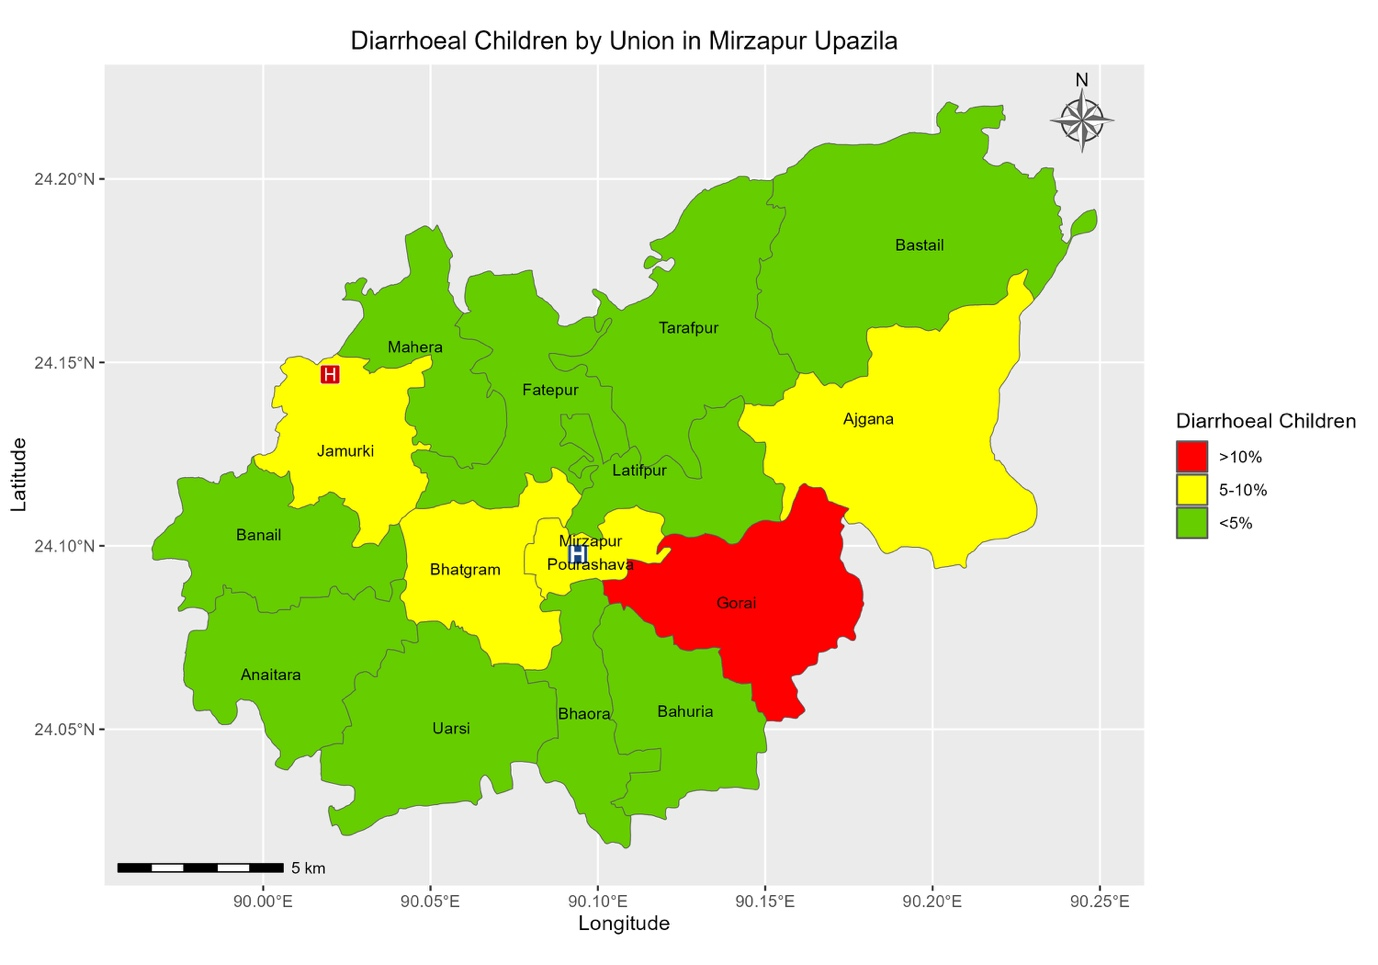 Diarrhoeal Children by Union in Mirzapur Upazila
N
24.20°N
Bastail
Tarafpur
Mahera
24.15°N
H
Fatepur
Ajgana
Diarrhoeal Children
Jamurki
>10%
Latifpur
5-10%
<5%
Banail
Mirzapur
24.10°N
H
Pourashava
Bhatgram
Gorai
Anaitara
Bhaora
Bahuria
Uarsi
24.05°N
Latitude
5 km
90.00°E
90.05°E
90.10°E
90.15°E
90.20°E
90.25°E
Longitude